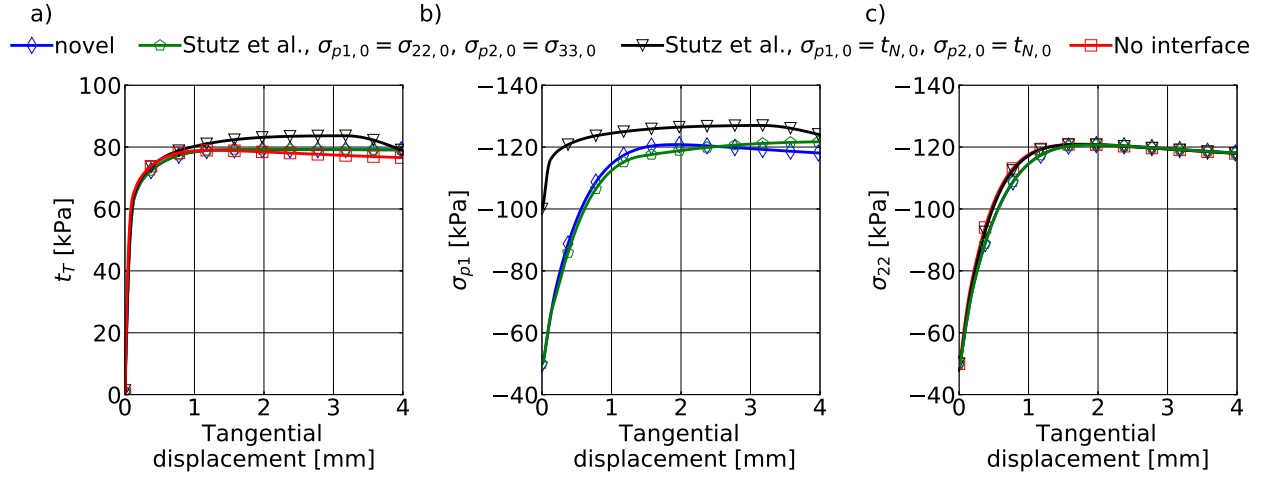 a) b) c)
novel Stutz et al., σp1,0 = σ22,0, σp2,0 = σ33,0 Stutz et al., σp1,0 = tN,0, σp2,0 = tN,0 No interface
100 −140 −140
80 −120 −120
60 −100 −100
40 −80 −80
20 −60 −60
0 −40 −40
tT [kPa] σp1 [kPa] σ22 [kPa]
0 1 2 3 4 0 1 2 3 4 0 1 2 3 4
Tangential Tangential Tangential
displacement [mm] displacement [mm] displacement [mm]